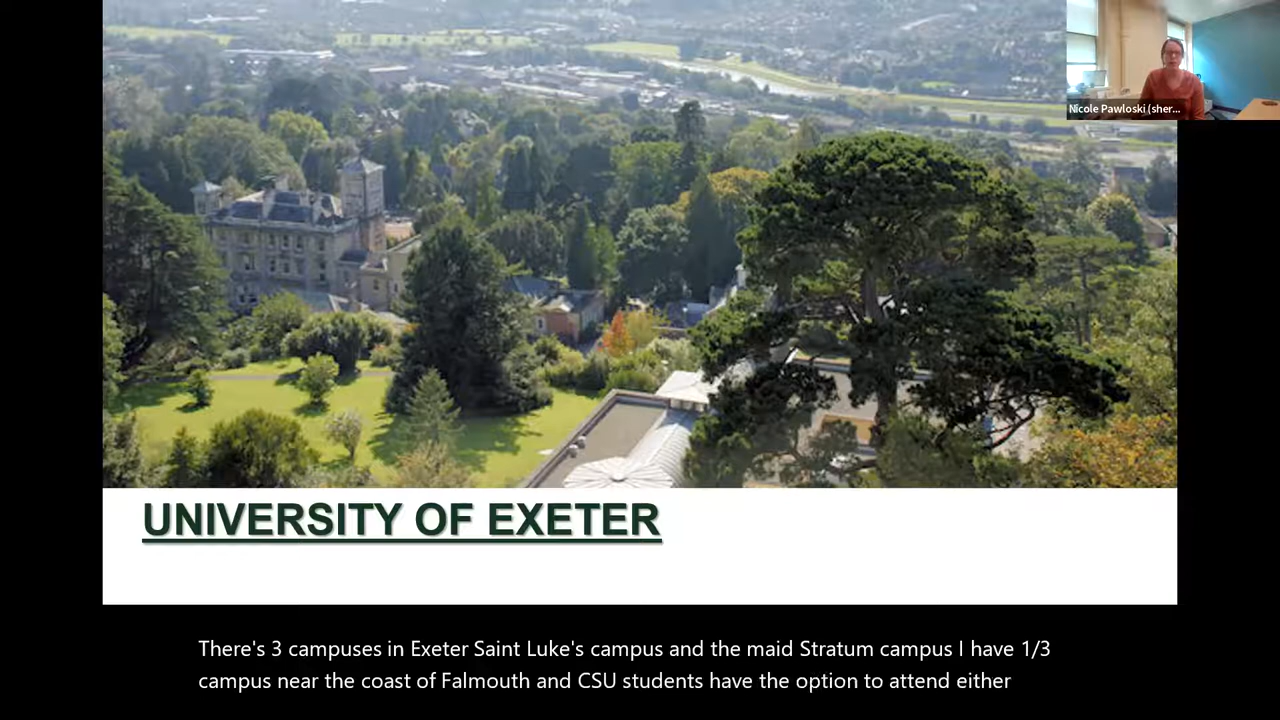 Nicole Pawloski (sher...
UNIVERSITY OF EXETER
There's 3 campuses in Exeter Saint Luke's campus and the maid Stratum campus I have 1/3
campus near the coast of Falmouth and CSU students have the option to attend either